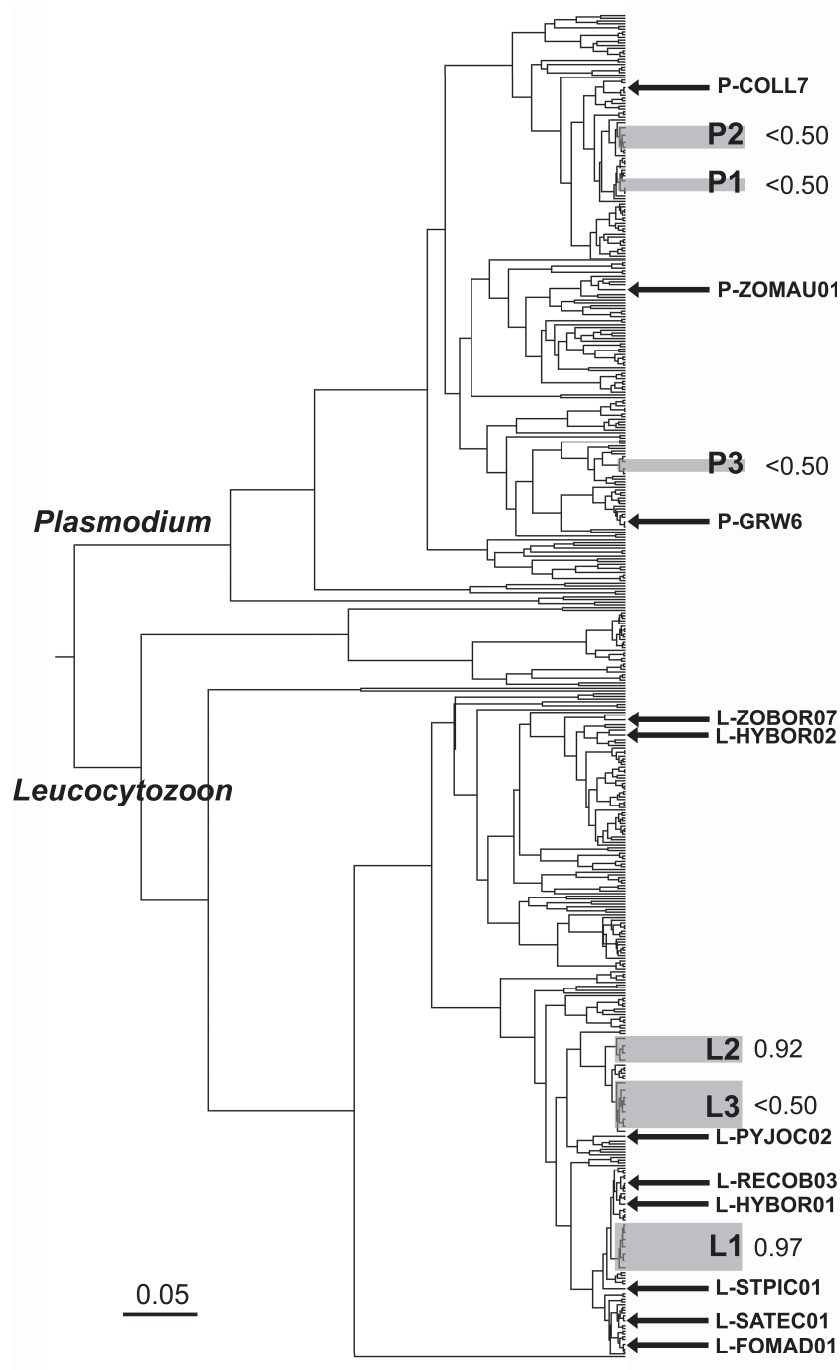 P-COLL7
P2 <0.50
P1 <0.50
P-ZOMAU01
P3 <0.50
Plasmodium
P-GRW6
L-ZOBOR07
L-HYBOR02
Leucocytozoon
L2 0.92
L3 <0.50
L-PYJOC02
L-RECOB03
L-HYBOR01
L1 0.97
L-STPIC01
0.05
L-SATEC01
L-FOMAD01